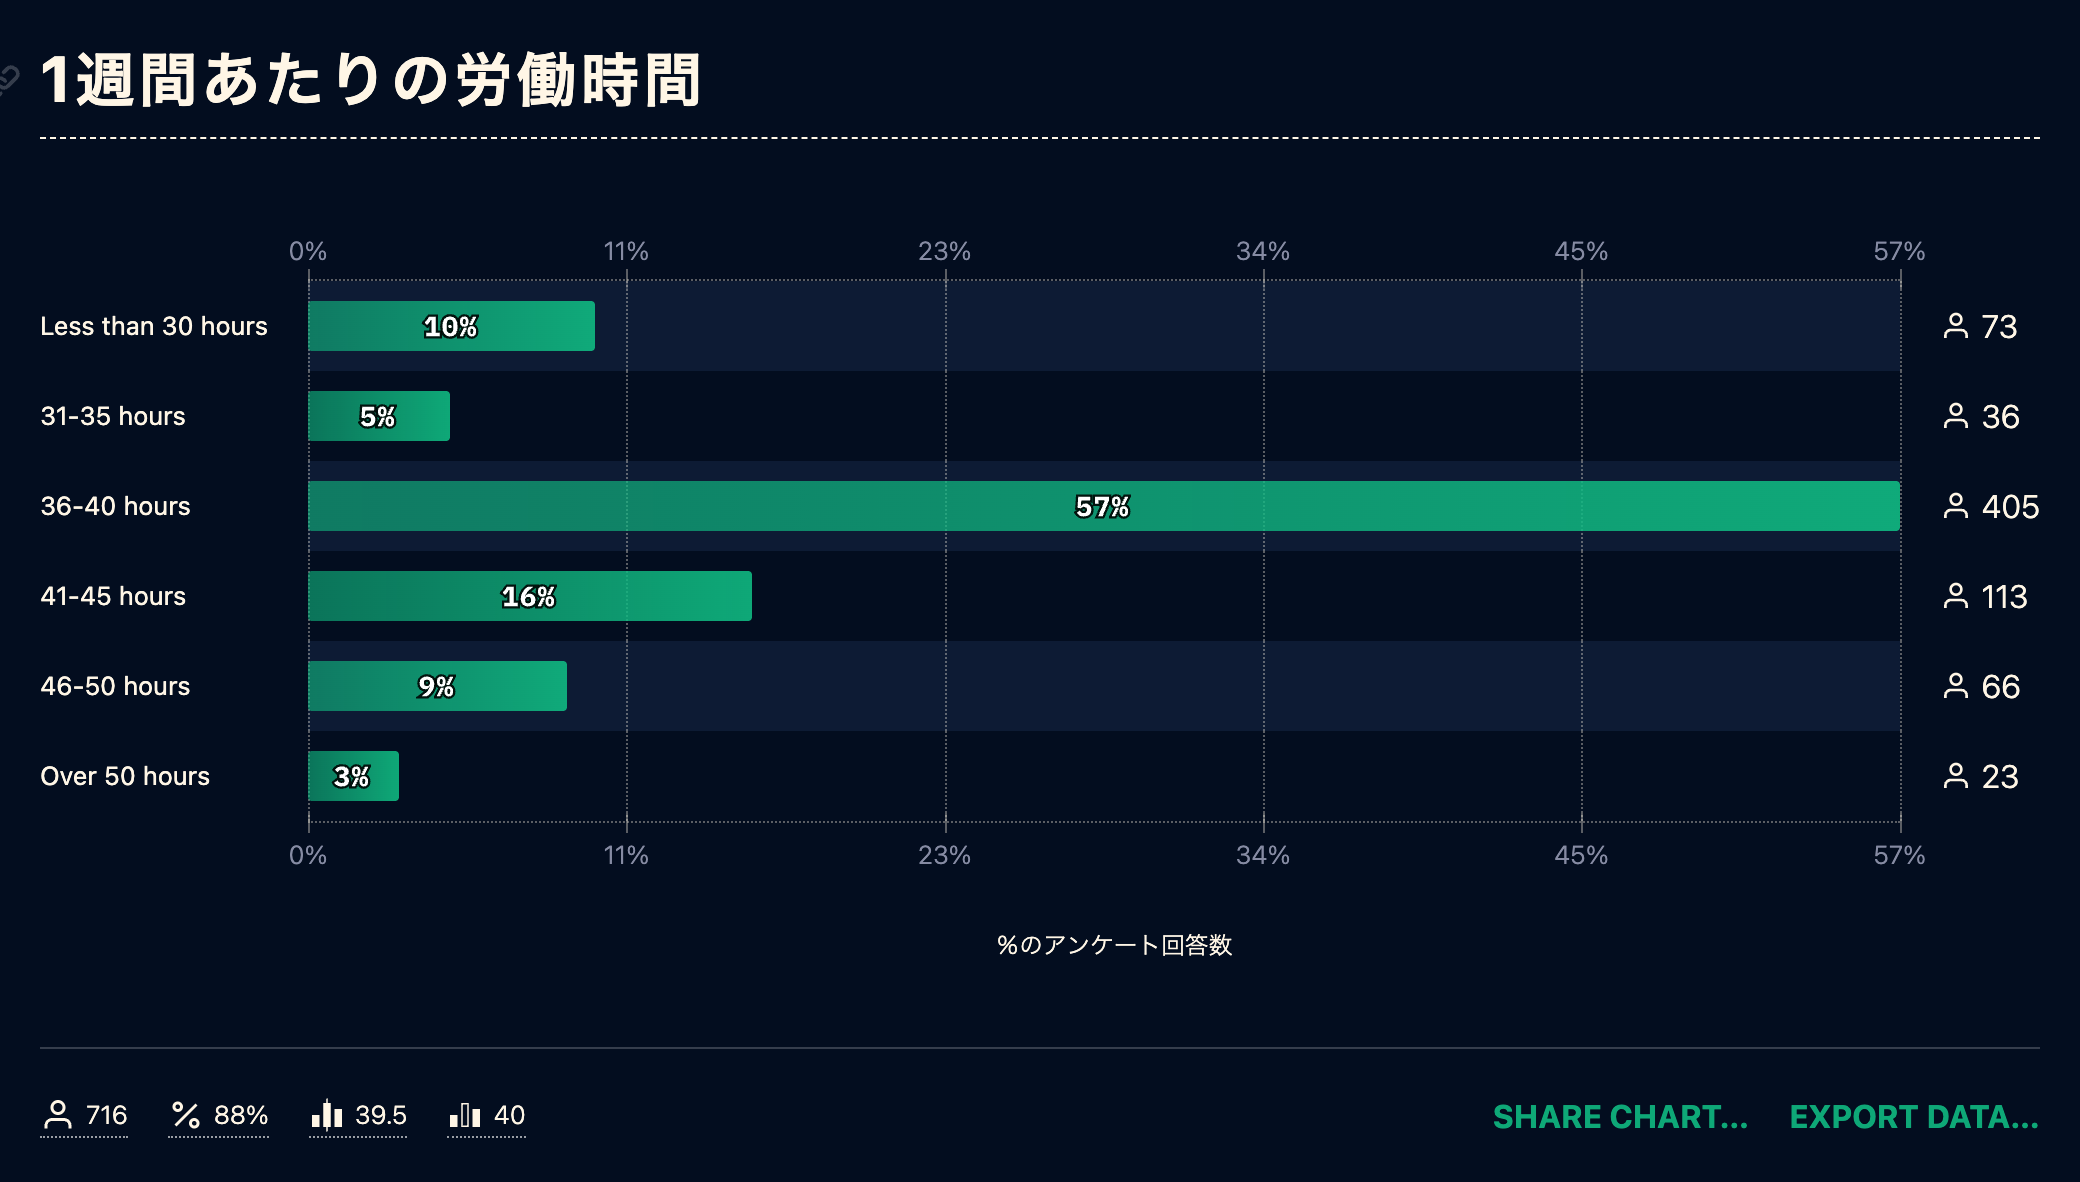 1週間あたりの労働時間
0% 11% 23% 34% 45% 57%
Less than 30 hours 10% 73
31-35 hours 5% 36
36-40 hours 57% 405
41-45 hours 16% 113
46-50 hours 9% 66
Over 50 hours 3% 23
0% 11% 23% 34% 45% 57%
%のアンケート回答数
716 88% 39.5 40 SHARE CHART... EXPORT DATA...